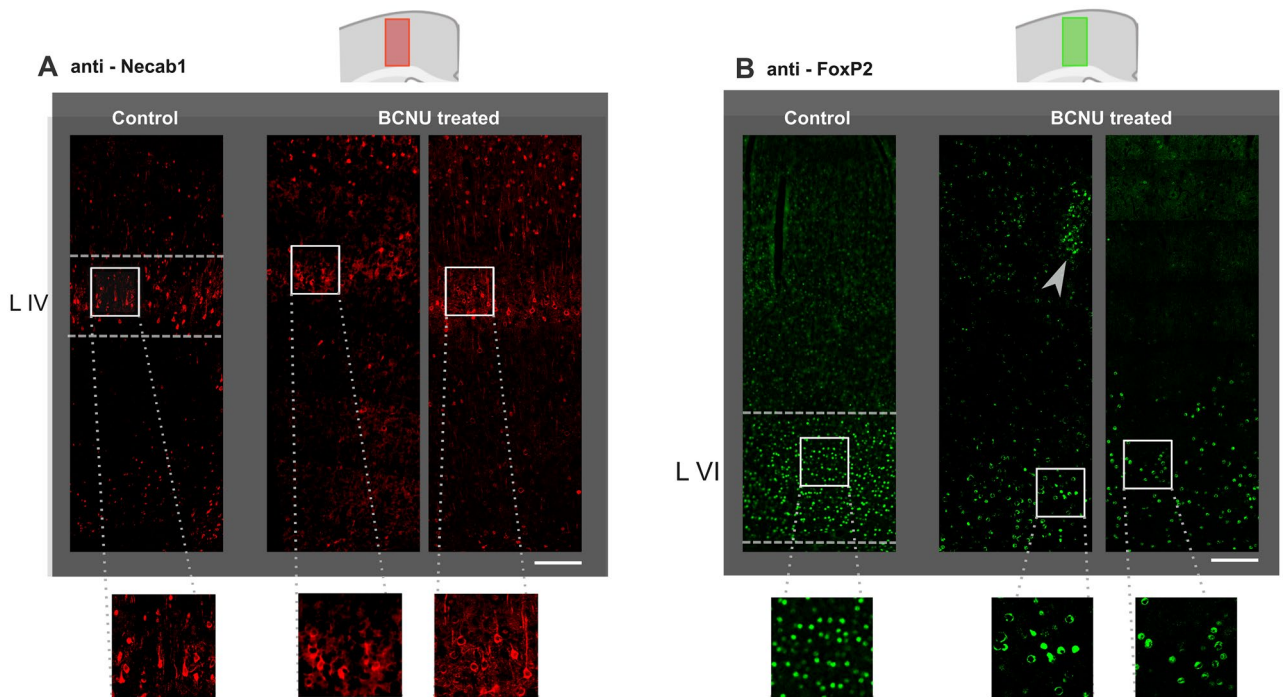 A anti - Necab1
Control
BCNU treated
L IV
B anti - FoxP2
Control
BCNU treated
L VI